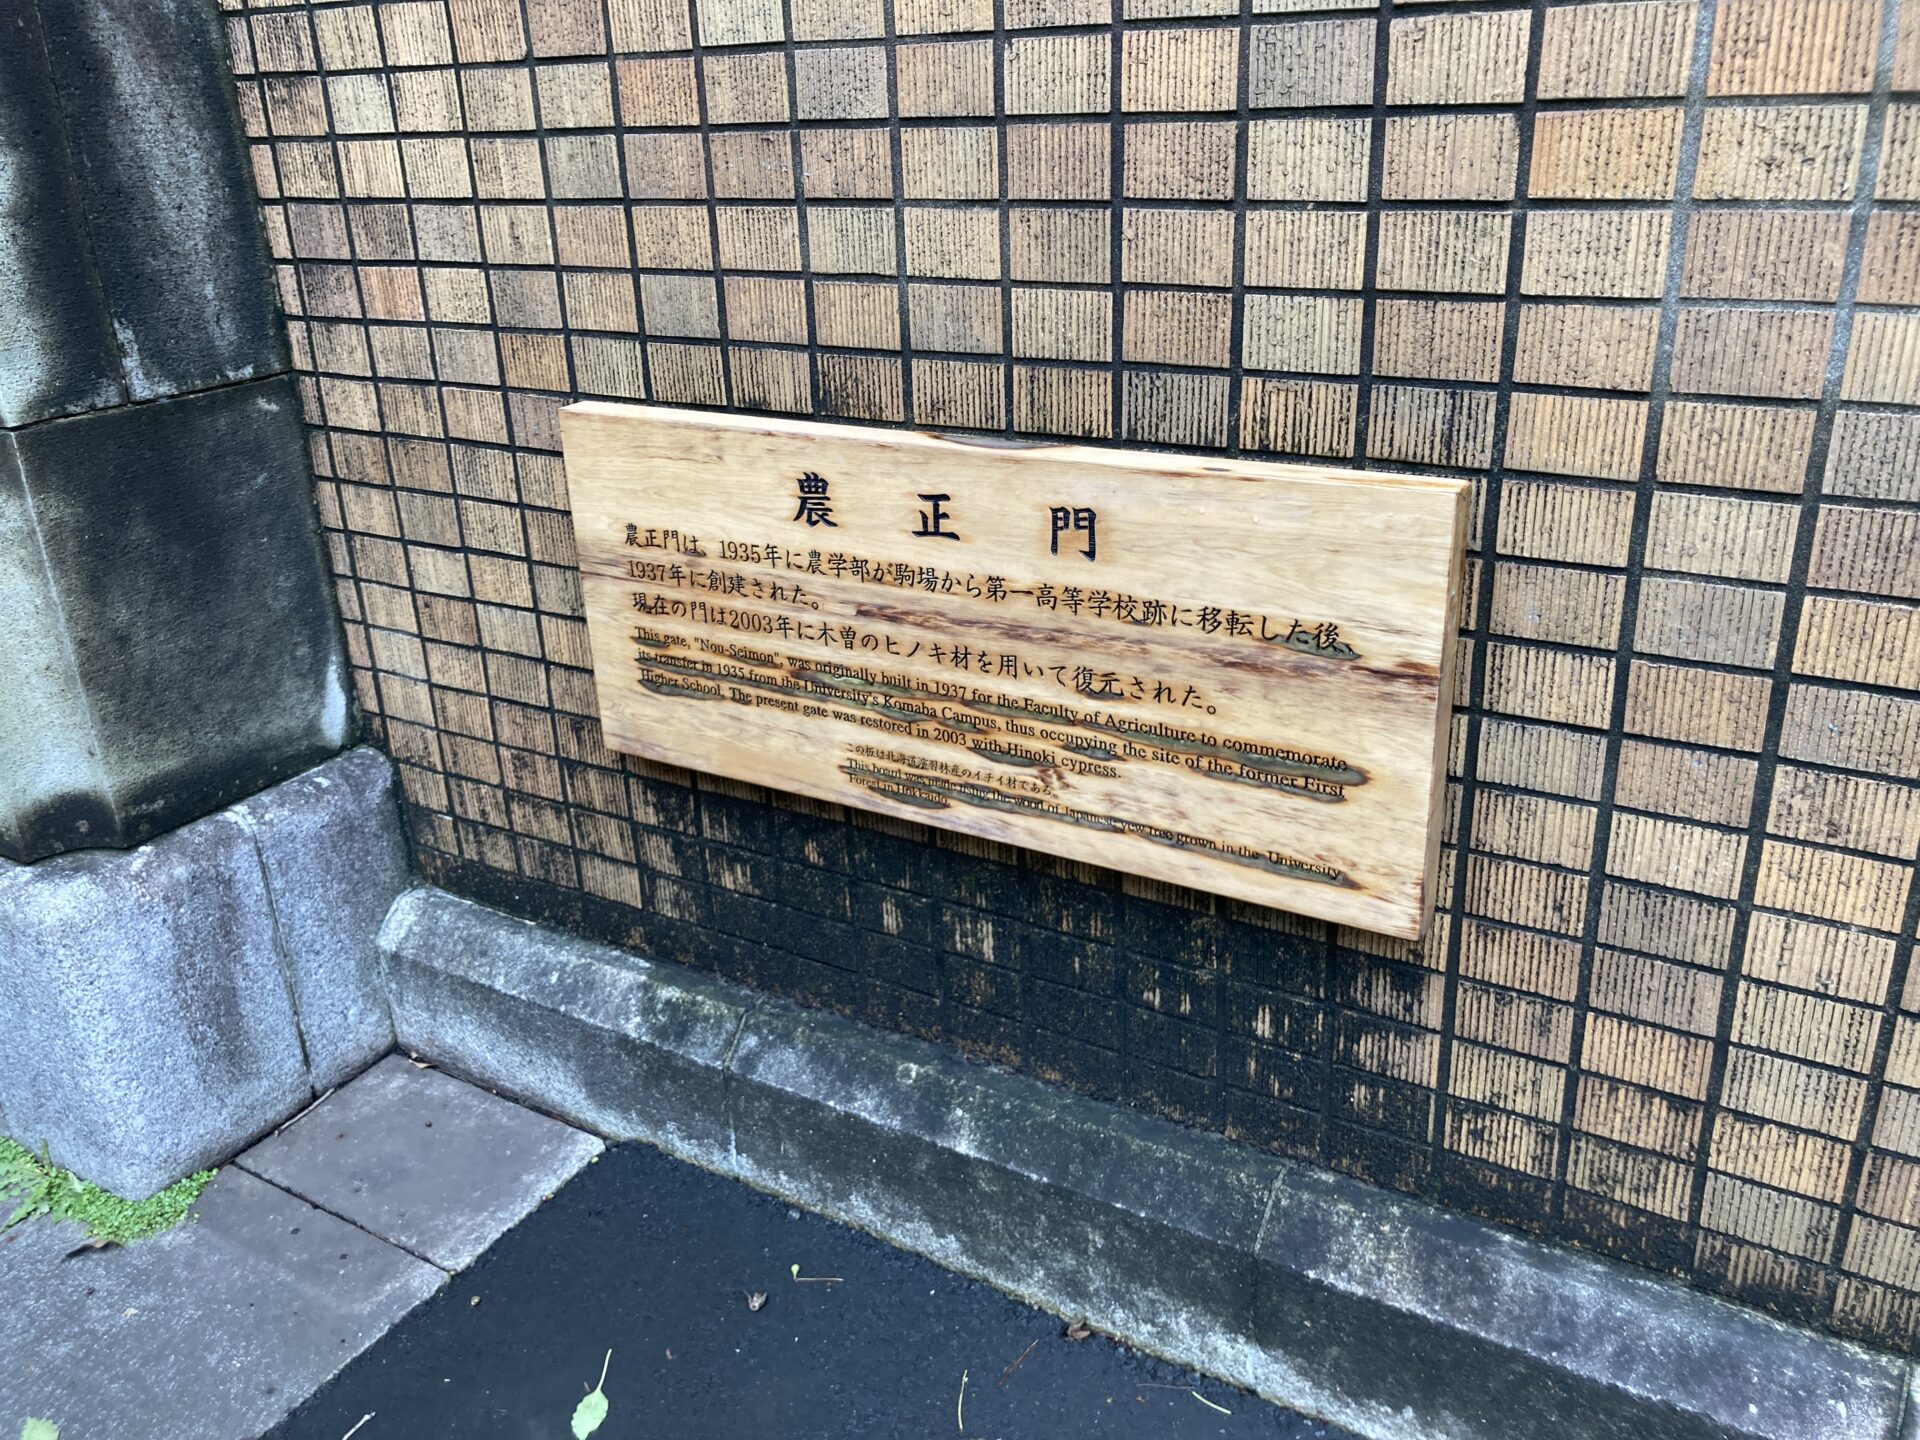 農正門
農正門は、1935年に農学部が駒場から第一高等学校跡に移転した後、
1937年に創建された。
現在の門は2003年に木曽のヒノキ材を用いて復元された。
This gate, "Nou-Seimon", was originally built in 1937 for the Faculty of Agriculture to commemorate
its transfer in 1935 from the University's Komaba Campus, thus occupying the site of the former First
Higher School. The present gate was restored in 2003 with Hinoki cypress.
この板は北海道演習林産のイチイ材である。
This board was made using the wood of Japanese yew tree grown in the University
Forest in Hokkaido.